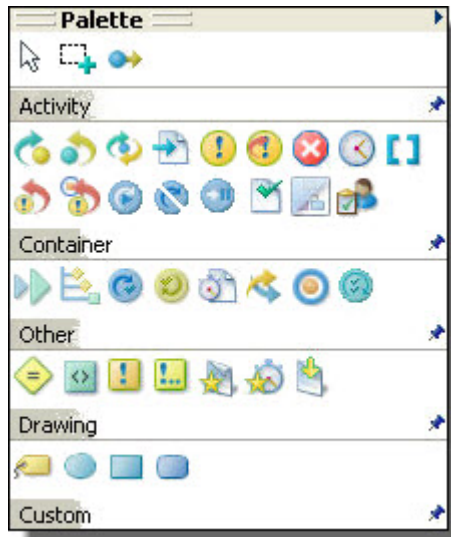 Palette
Activity
Container
Other
Drawing
Custom